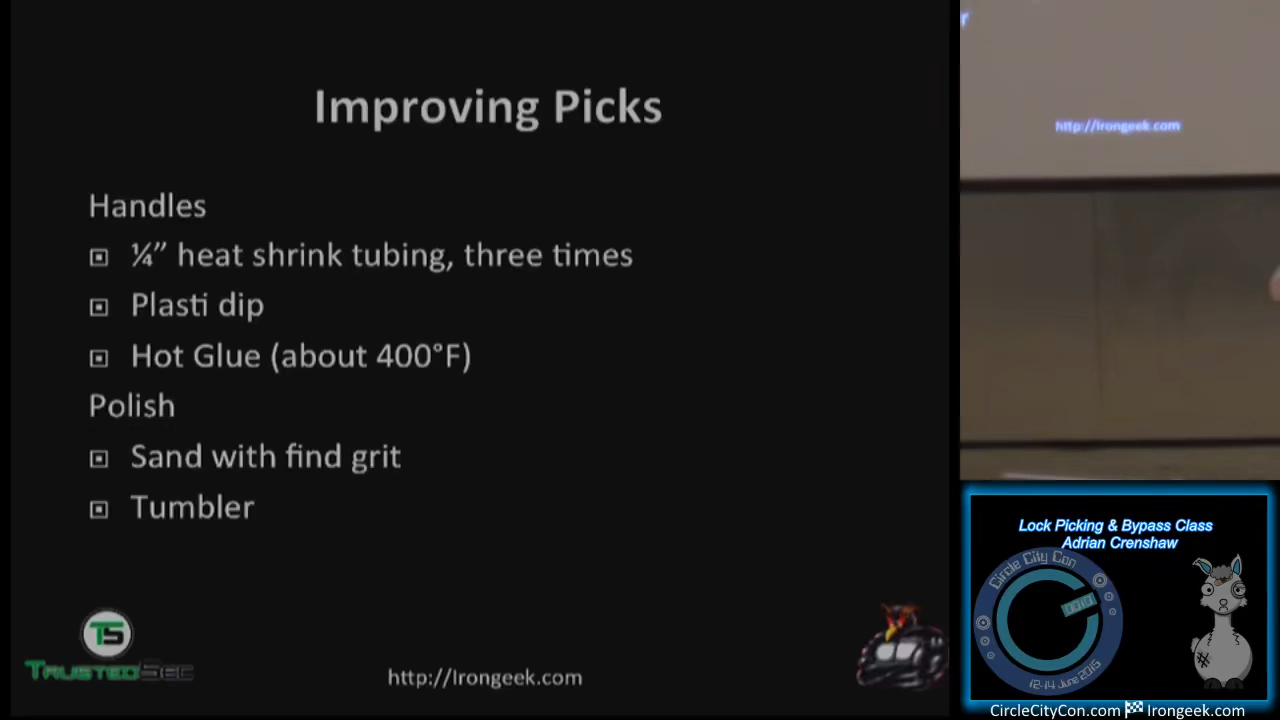 Improving Picks
Handles
¼” heat shrink tubing, three times
Plasti dip
Hot Glue (about 400°F)
Polish
Sand with find grit
Tumbler
TS
TRUSTEDSEC
http://Irongeek.com
http://Irongeek.com
Lock Picking & Bypass Class
Adrian Crenshaw
Circle City Con
12-14 June 2015
CircleCityCon.com Irongeek.com